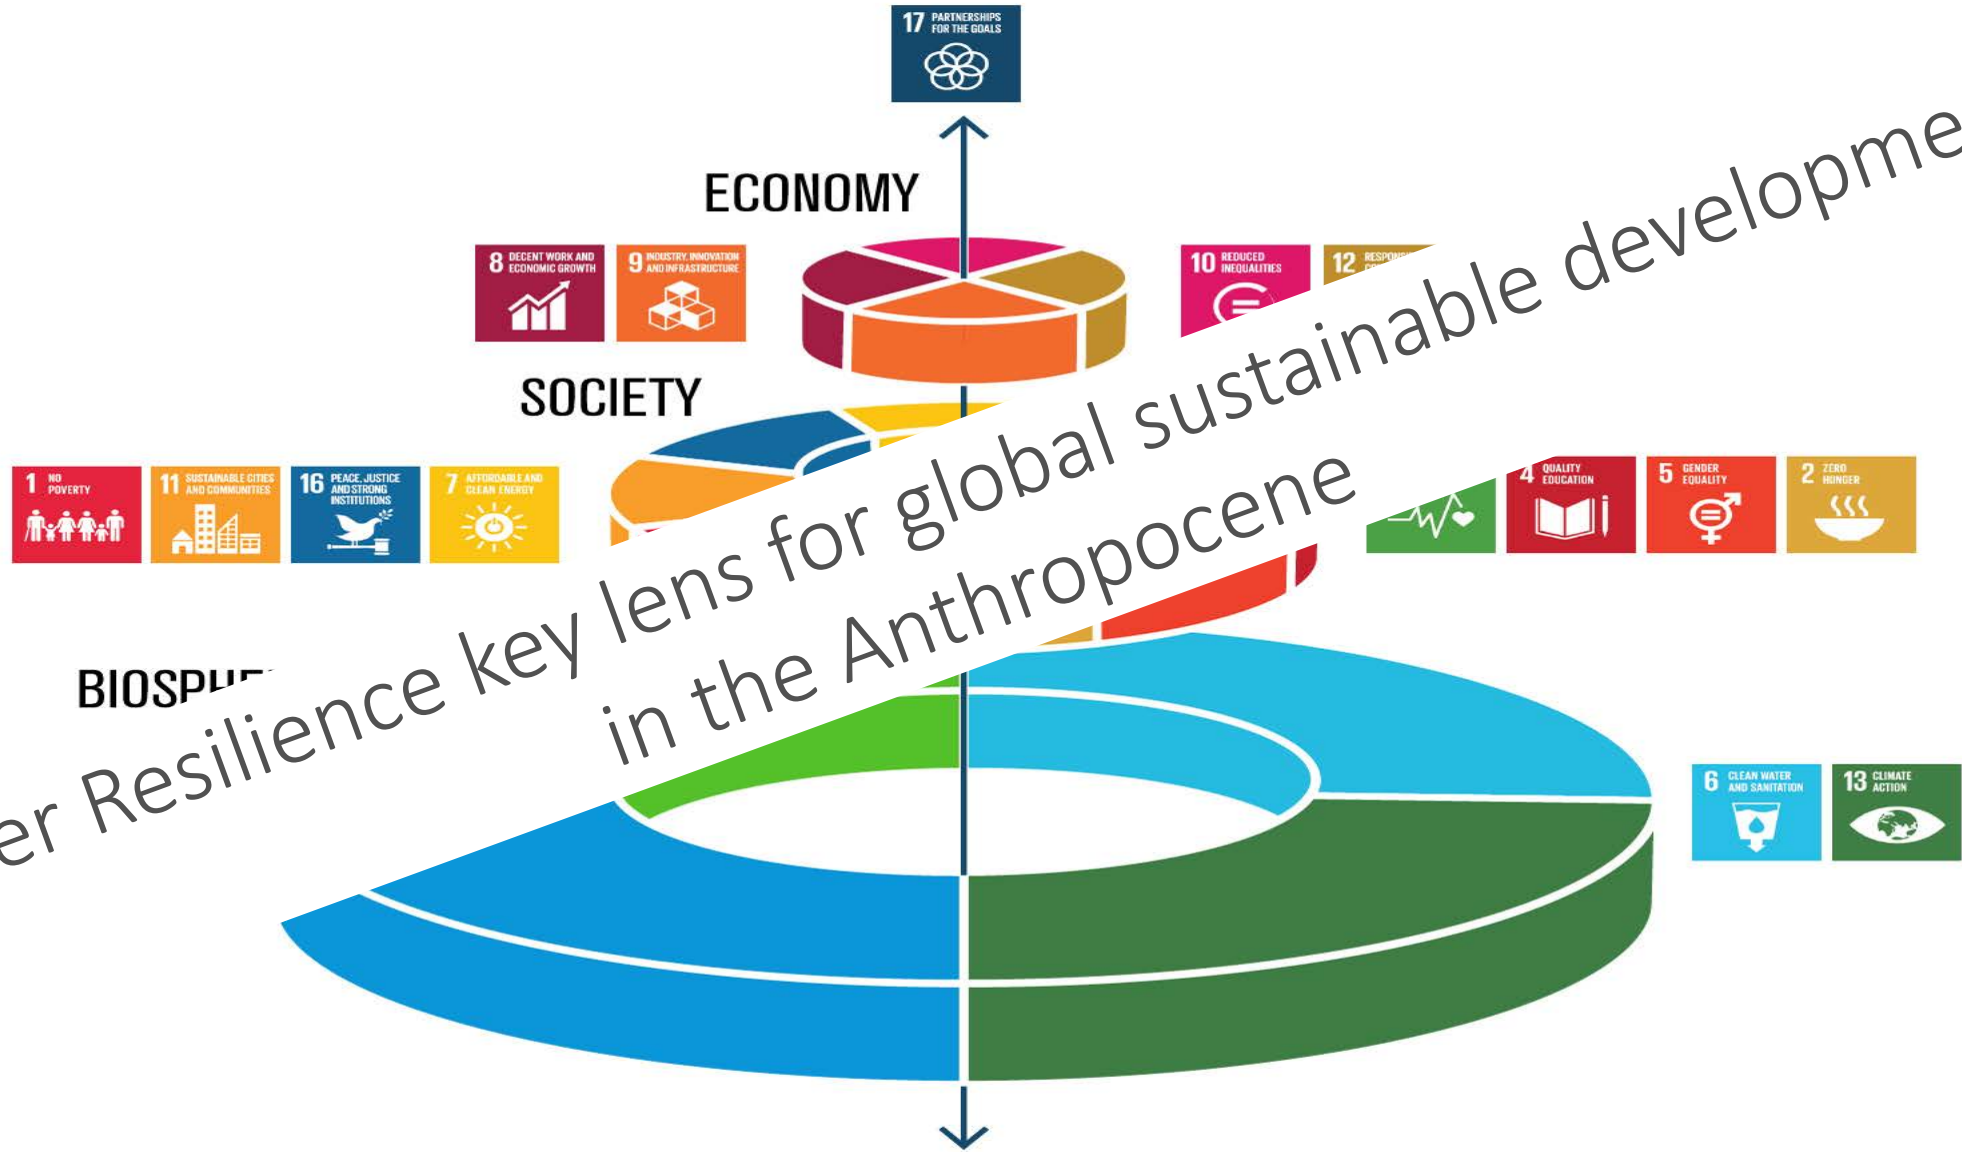 17 PARTNERSHIPS
FOR THE GOALS
ECONOMY
8 DECENT WORK AND
ECONOMIC GROWTH
9 INDUSTRY, INNOVATION
AND INFRASTRUCTURE
10 REDUCED
INEQUALITIES
12
SOCIETY
1 NO
POVERTY
11 SUSTAINABLE CITIES
AND COMMUNITIES
16 PEACE, JUSTICE
AND STRONG
INSTITUTIONS
7 AFFORDABLE AND
CLEAN ENERGY
4 QUALITY
EDUCATION
5 GENDER
EQUALITY
2 ZERO
HUNGER
Resilience key lens for global sustainable
in the Anthropocene
6 CLEAN WATER
AND SANITATION
13 CLIMATE
ACTION